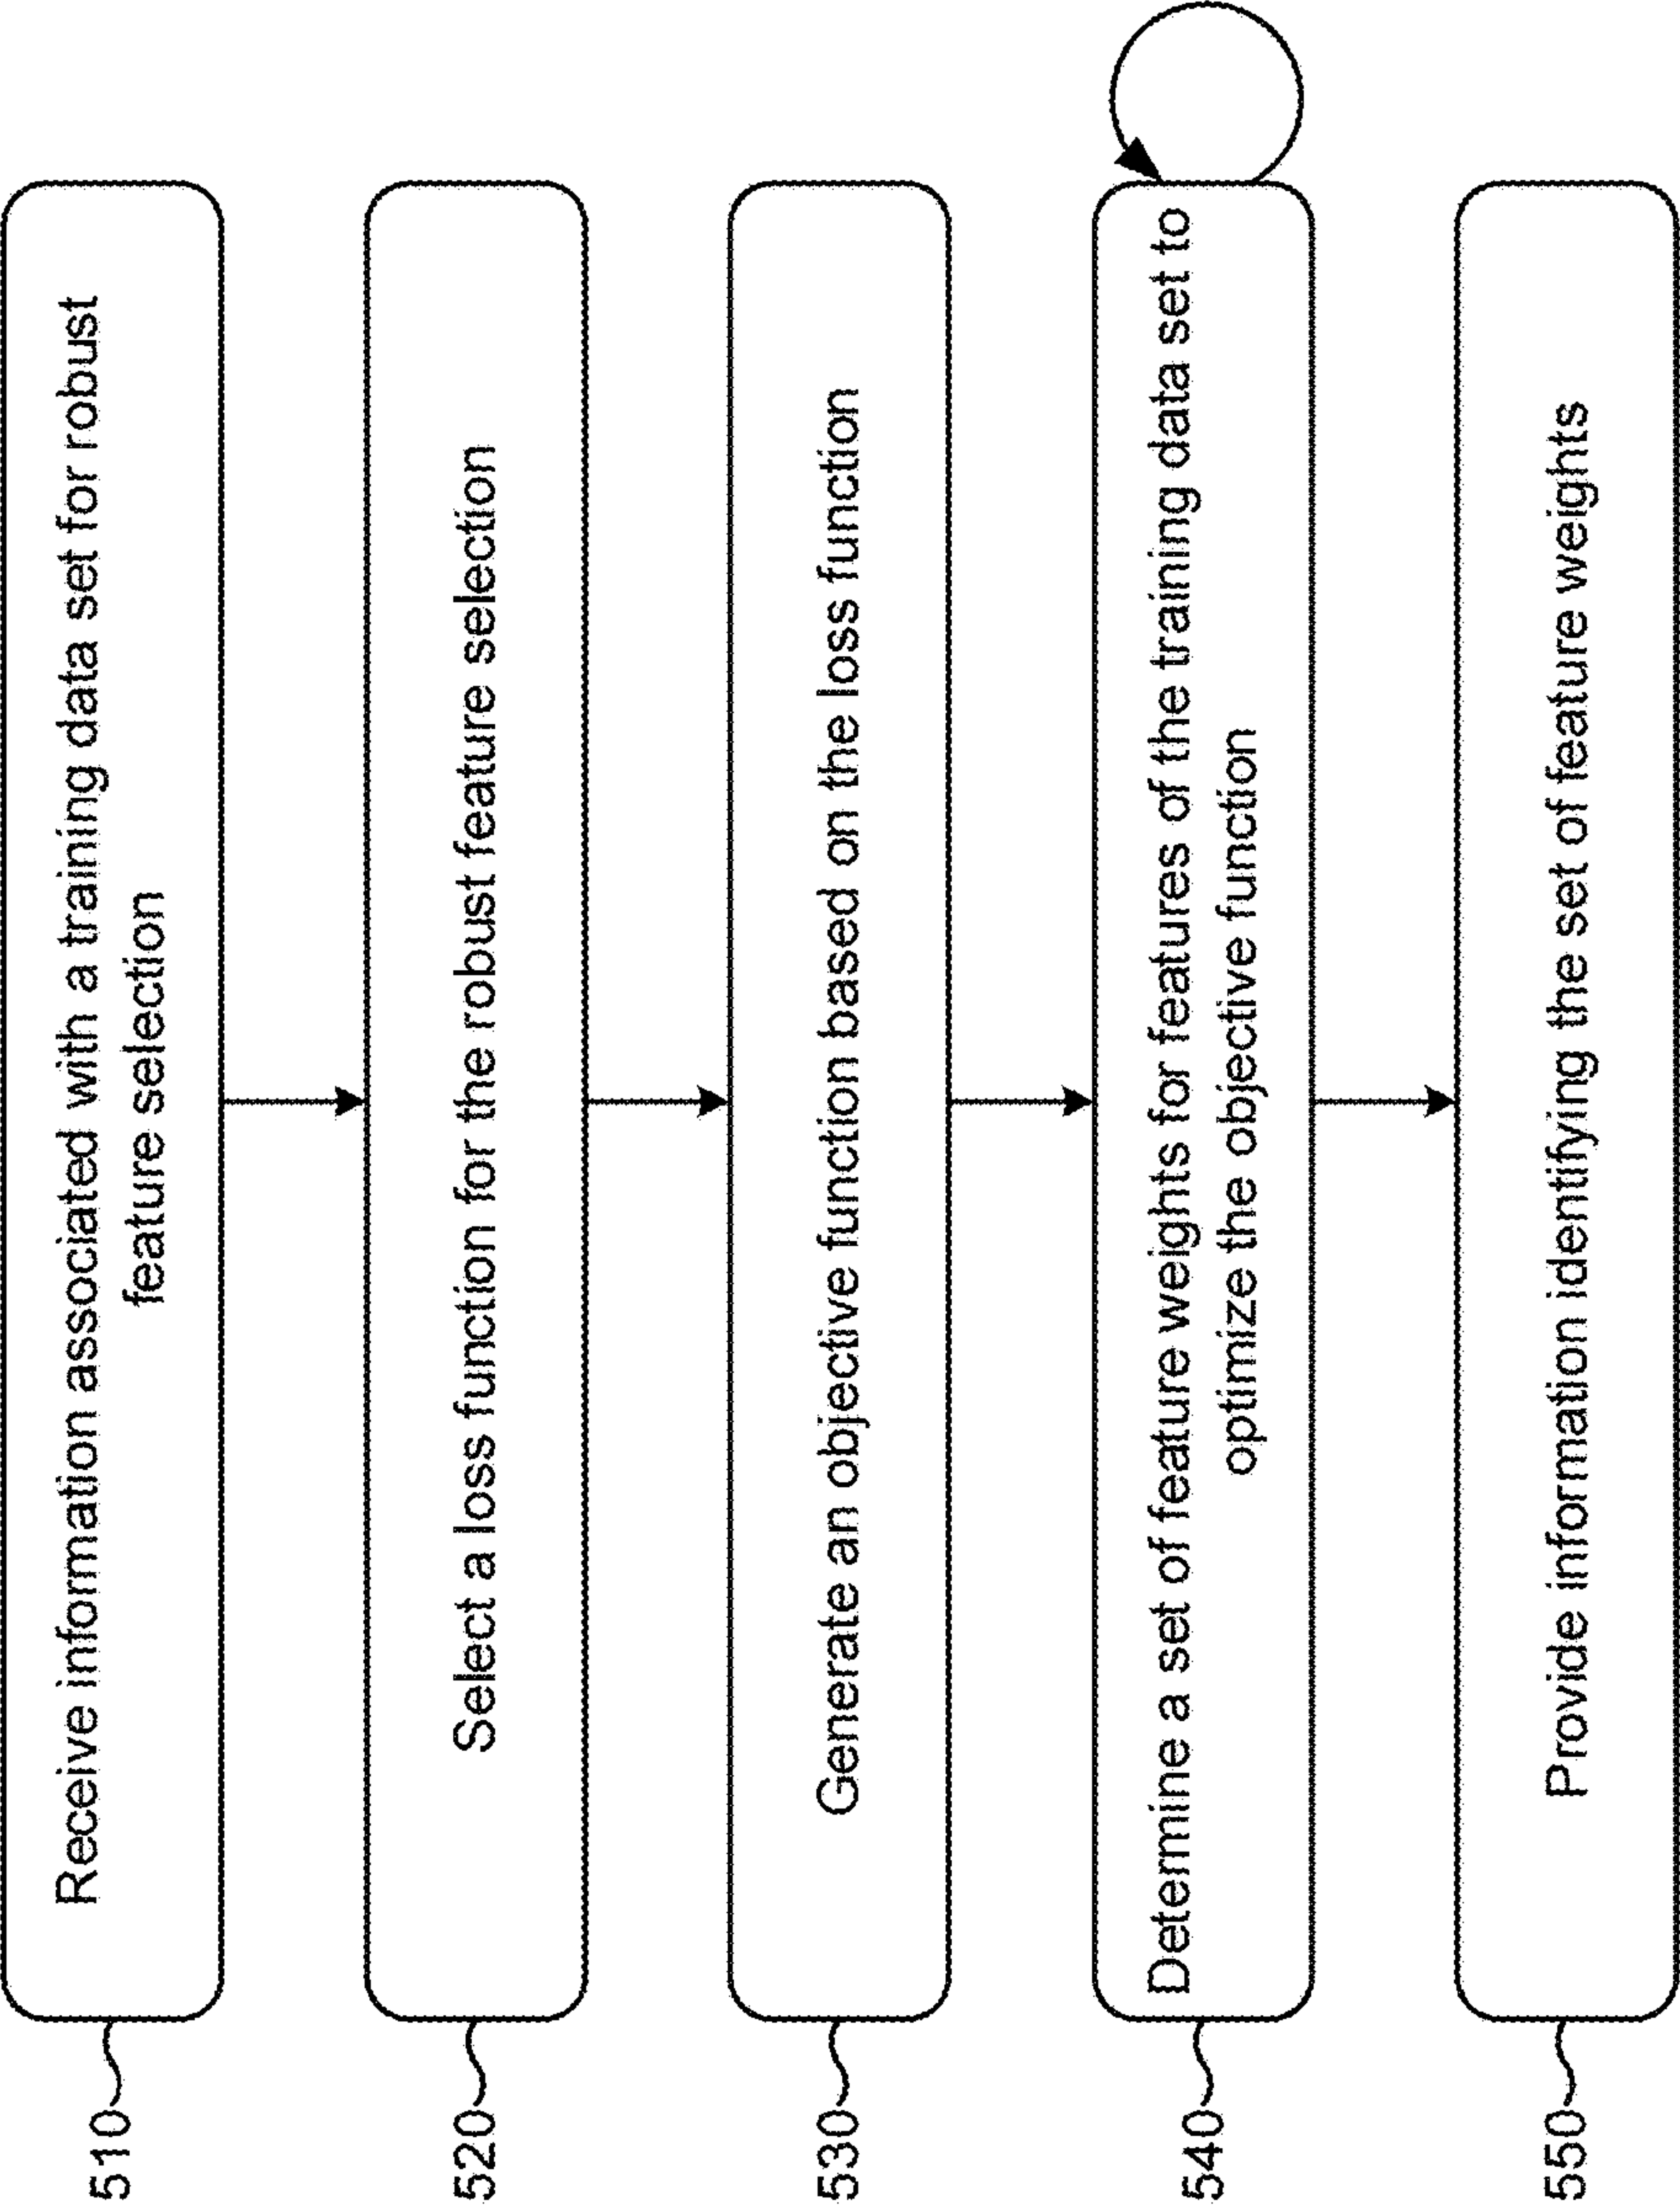 510
Receive information associated with a training data set for robust
feature selection
520
Select a loss function for the robust feature selection
530
Generate an objective function based on the loss function
540
Determine a set of feature weights for features of the training data set to
optimize the objective function
550
Provide information identifying the set of feature weights